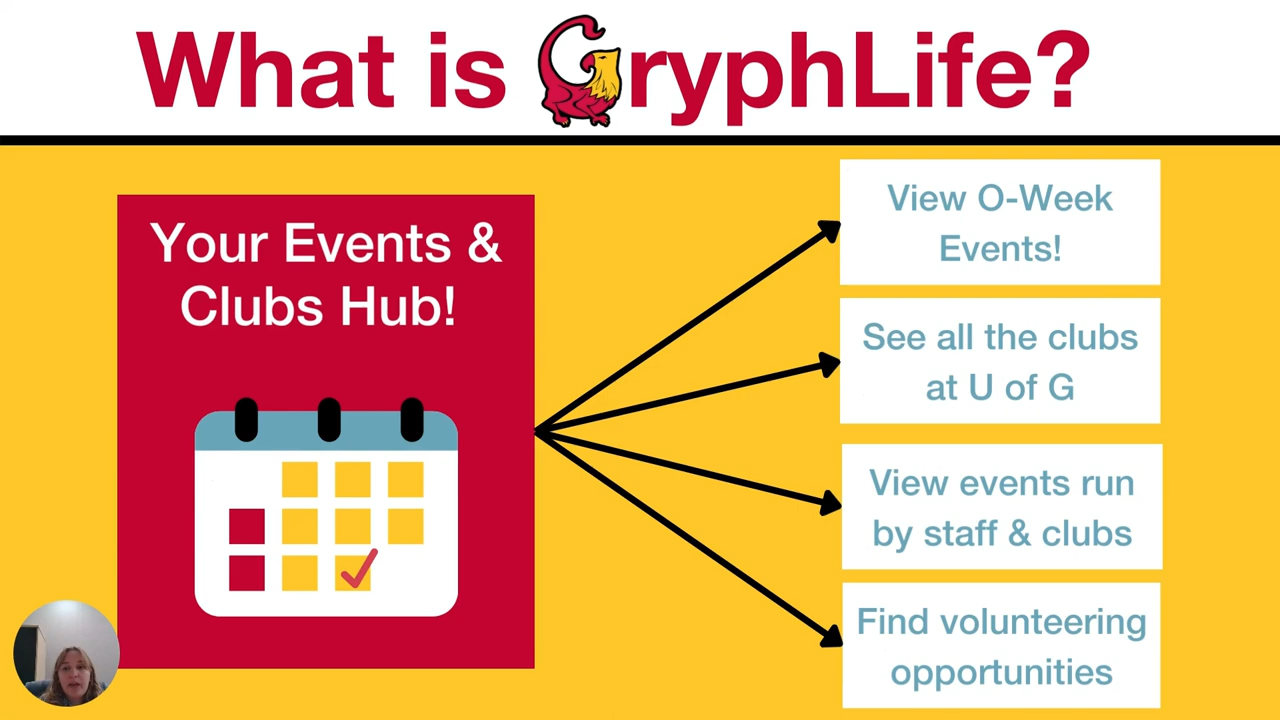 What is GryphLife?
Your Events &
Clubs Hub!
View O-Week
Events!
See all the clubs
at U of G
View events run
by staff & clubs
Find volunteering
opportunities